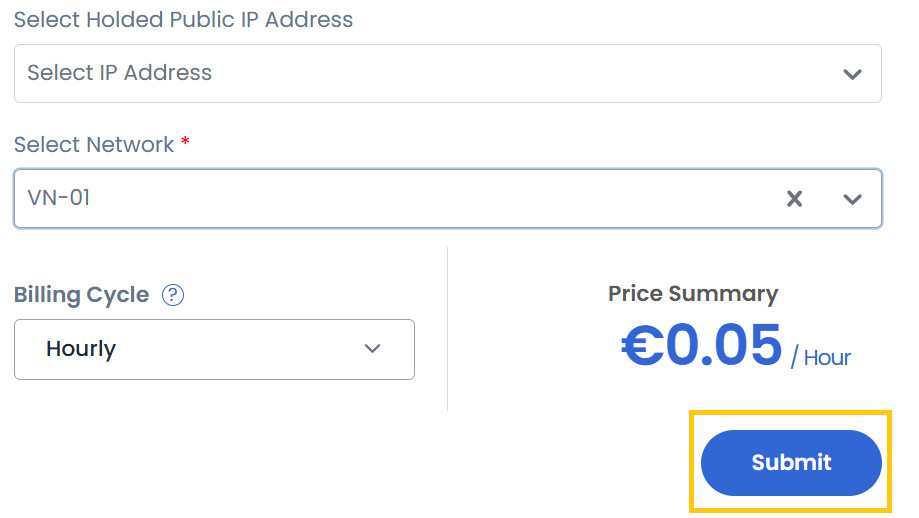 Select Holded Public IP Address
Select IP Address
Select Network *
VN-01
Billing Cycle ?
Hourly
Price Summary
€0.05 / Hour
Submit